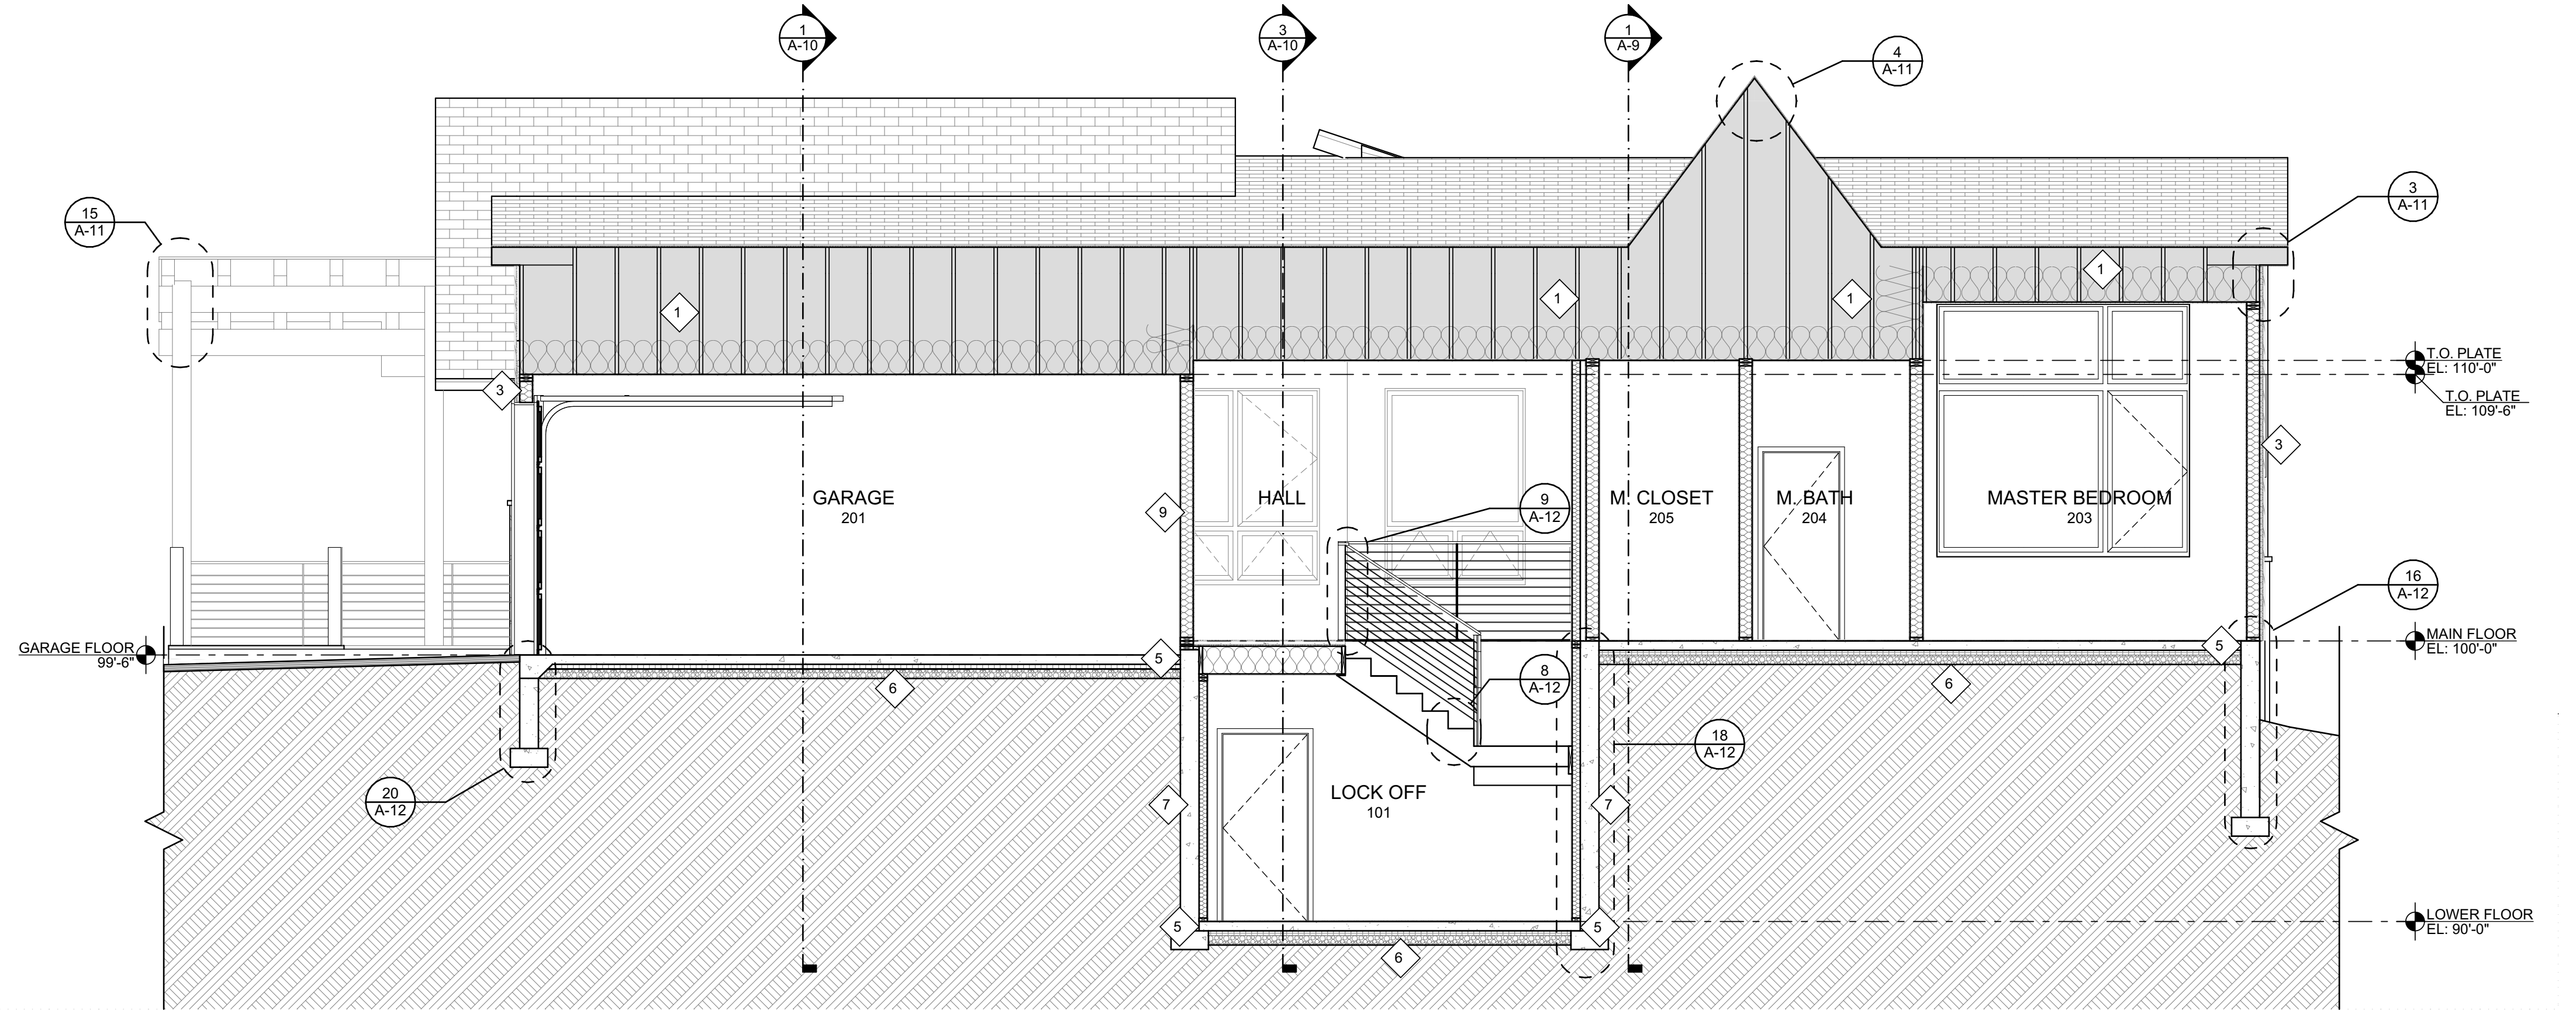 1
A-10
3
A-10
1
A-9
4
A-11
15
A-11
3
A-11
1
1
1
1
T.O. PLATE
EL: 110'-0"
T.O. PLATE
EL: 109'-6"
3
3
GARAGE
201
9
HALL
9
A-12
M. CLOSET
205
M. BATH
204
MASTER BEDROOM
203
16
A-12
GARAGE FLOOR
99'-6"
MAIN FLOOR
EL: 100'-0"
5
5
6
8
A-12
6
18
A-12
20
A-12
LOCK OFF
101
7
7
5
5
LOWER FLOOR
EL: 90'-0"
6